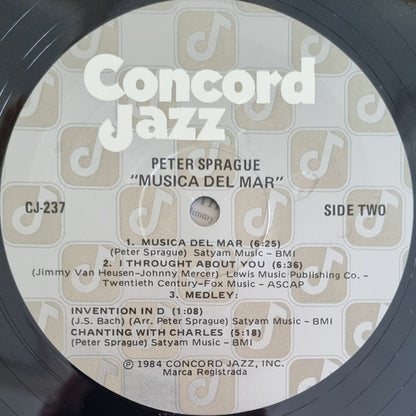 Concord
Jazz
PETER SPRAGUE
"MUSICA DEL MAR"
CJ-237
SIDE TWO
1. MUSICA DEL MAR (6:25)
(Peter Sprague) Satyam Music – BMI
2. I THROUGHT ABOUT YOU (6:36)
(Jimmy Van Heusen-Johnny Mercer) Lewis Music Publishing Co. –
Twentieth Century-Fox Music – ASCAP
3. MEDLEY:
INVENTION IN D (1:08)
(J.S. Bach) (Arr. Peter Sprague) Satyam Music – BMI
CHANTING WITH CHARLES (5:18)
(Peter Sprague) Satyam Music – BMI
℗ 1984 CONCORD JAZZ, INC.
Marca Registrada